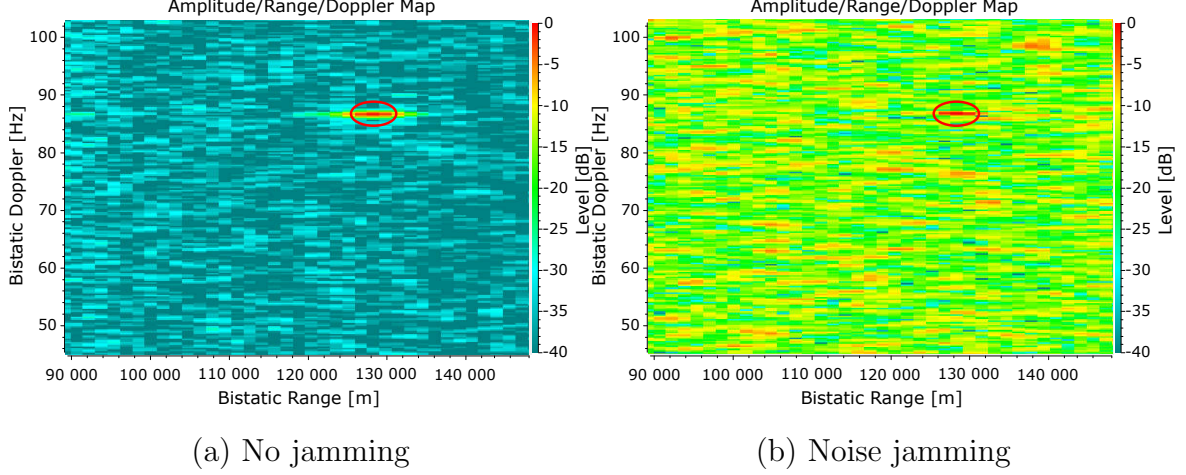 Amplitude/Range/Doppler Map
100
90
80
70
60
50
Bistatic Doppler [Hz]
90 000 100 000 110 000 120 000 130 000 140 000
Bistatic Range [m]
0
-5
-10
-15
-20
-25
-30
-35
-40
Level [dB]
(a) No jamming
Amplitude/Range/Doppler Map
100
90
80
70
60
50
Bistatic Doppler [Hz]
90 000 100 000 110 000 120 000 130 000 140 000
Bistatic Range [m]
0
-5
-10
-15
-20
-25
-30
-35
-40
Level [dB]
(b) Noise jamming